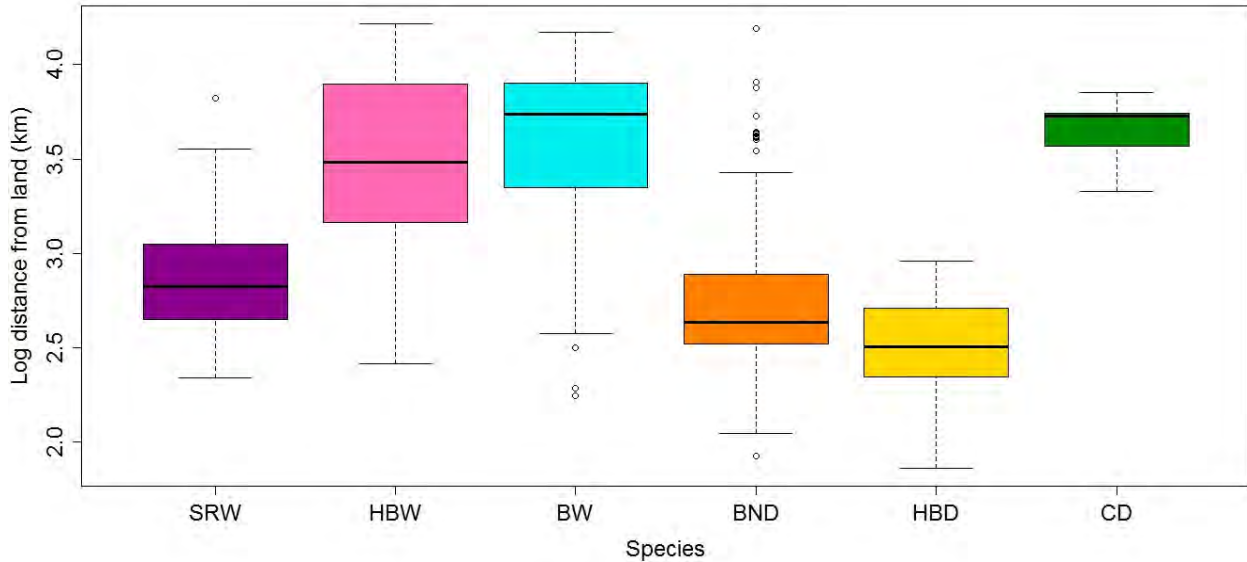 Log distance from land (km)
4.0
3.5
3.0
2.5
2.0
SRW HBW BW BND HBD CD
Species